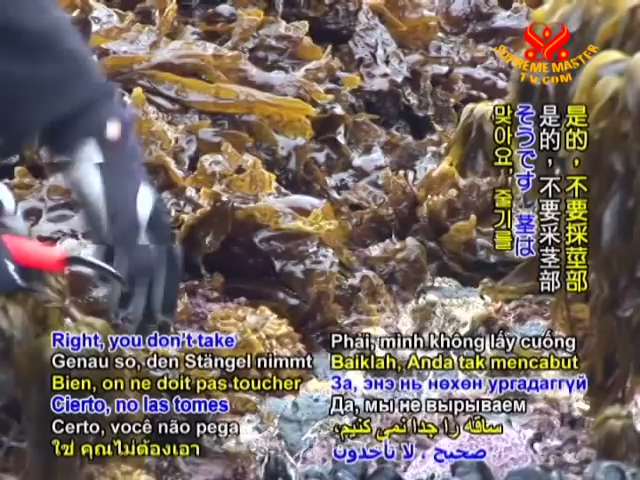 SUPREME MASTER
TV.COM
是的，不要採莖部
是的，不要采茎部
そうです 茎は
맞아요, 줄기를
Right, you don't take
Genau so, den Stängel nimmt
Bien, on ne doit pas toucher
Cierto, no las tomes
Certo, você não pega
ใช่ คุณไม่ต้องเอา
Phải, mình không lấy cuống
Baiklah, Anda tak mencabut
За, энэ нь нөхөн ургадаггүй
Да, мы не вырываем
ساقه را جدا نمی کنیم،
صحيح ، لا تأخذون